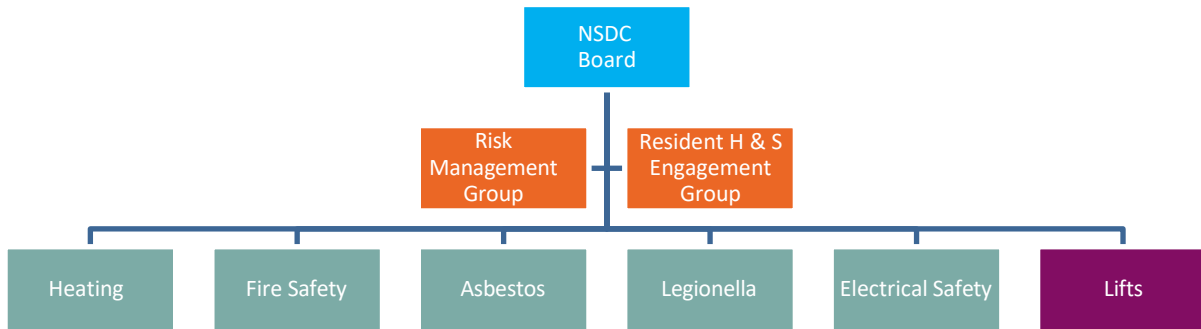 NSDC
Board
Risk
Management
Group
Resident H & S
Engagement
Group
Heating
Fire Safety
Asbestos
Legionella
Electrical Safety
Lifts